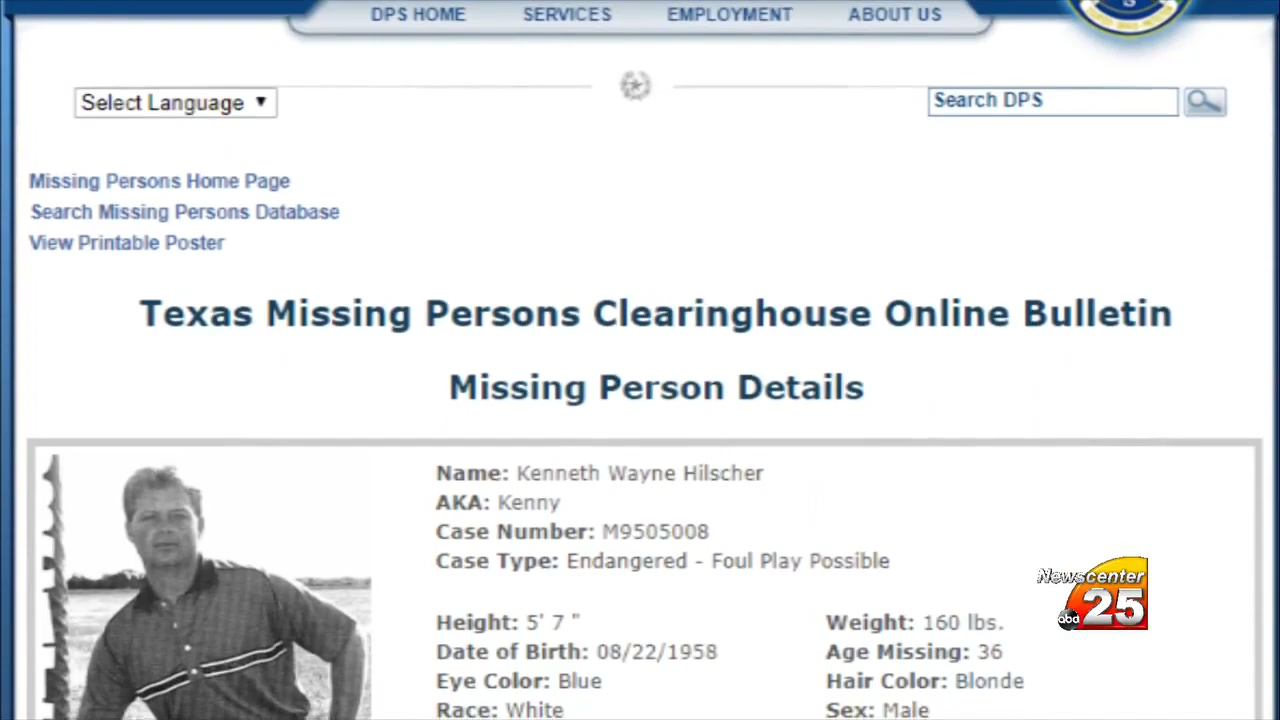 DPS HOME SERVICES EMPLOYMENT ABOUT US
Select Language ▼
Search DPS
Missing Persons Home Page
Search Missing Persons Database
View Printable Poster
Texas Missing Persons Clearinghouse Online Bulletin
Missing Person Details
Name: Kenneth Wayne Hilscher
AKA: Kenny
Case Number: M9505008
Case Type: Endangered - Foul Play Possible
Height: 5' 7 " Weight: 160 lbs.
Date of Birth: 08/22/1958 Age Missing: 36
Eye Color: Blue Hair Color: Blonde
Race: White Sex: Male
Newscenter
abc 25